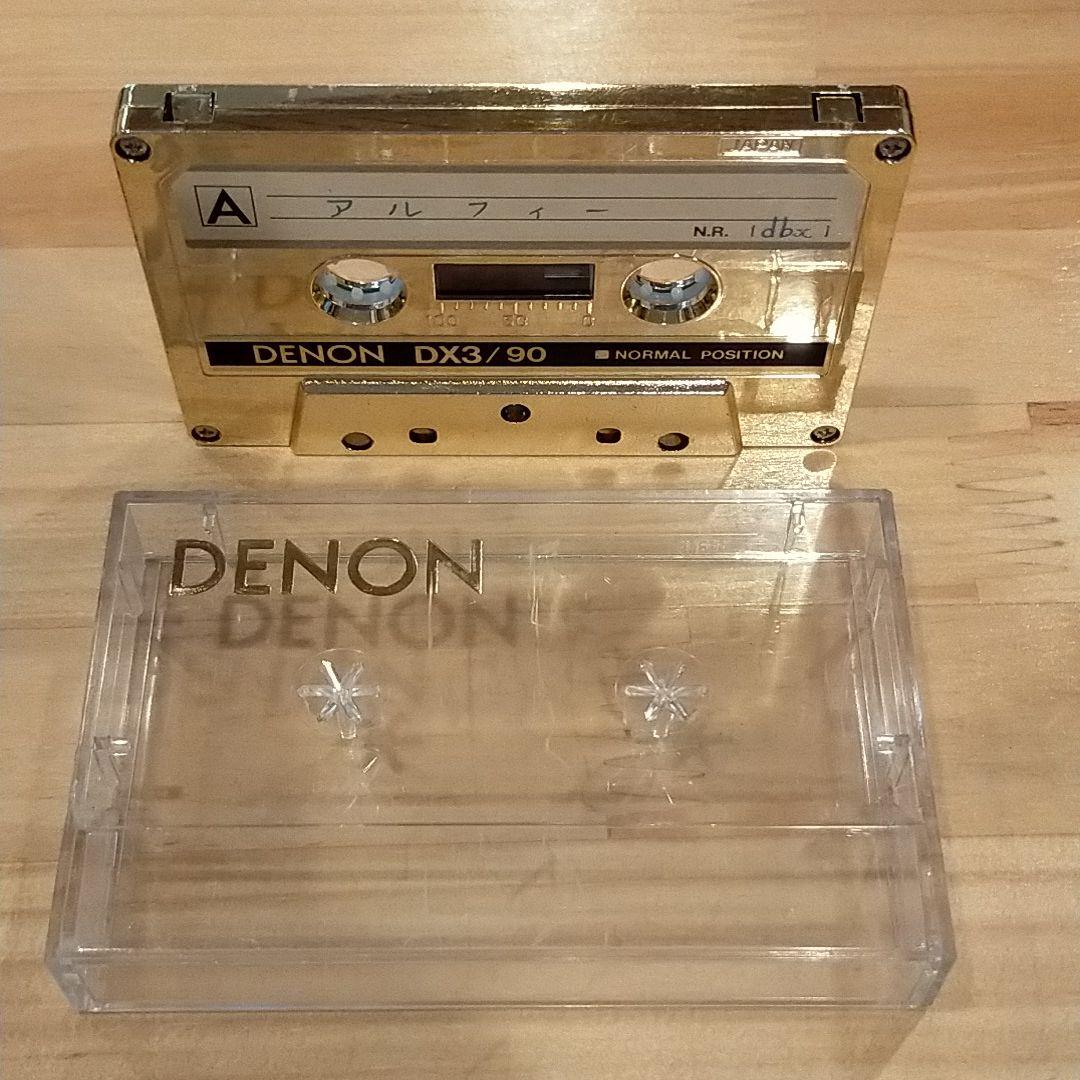 JAPAN
A アルフィー
N.R. dbx
100 50 0
DENON DX3/90 NORMAL POSITION
DENON